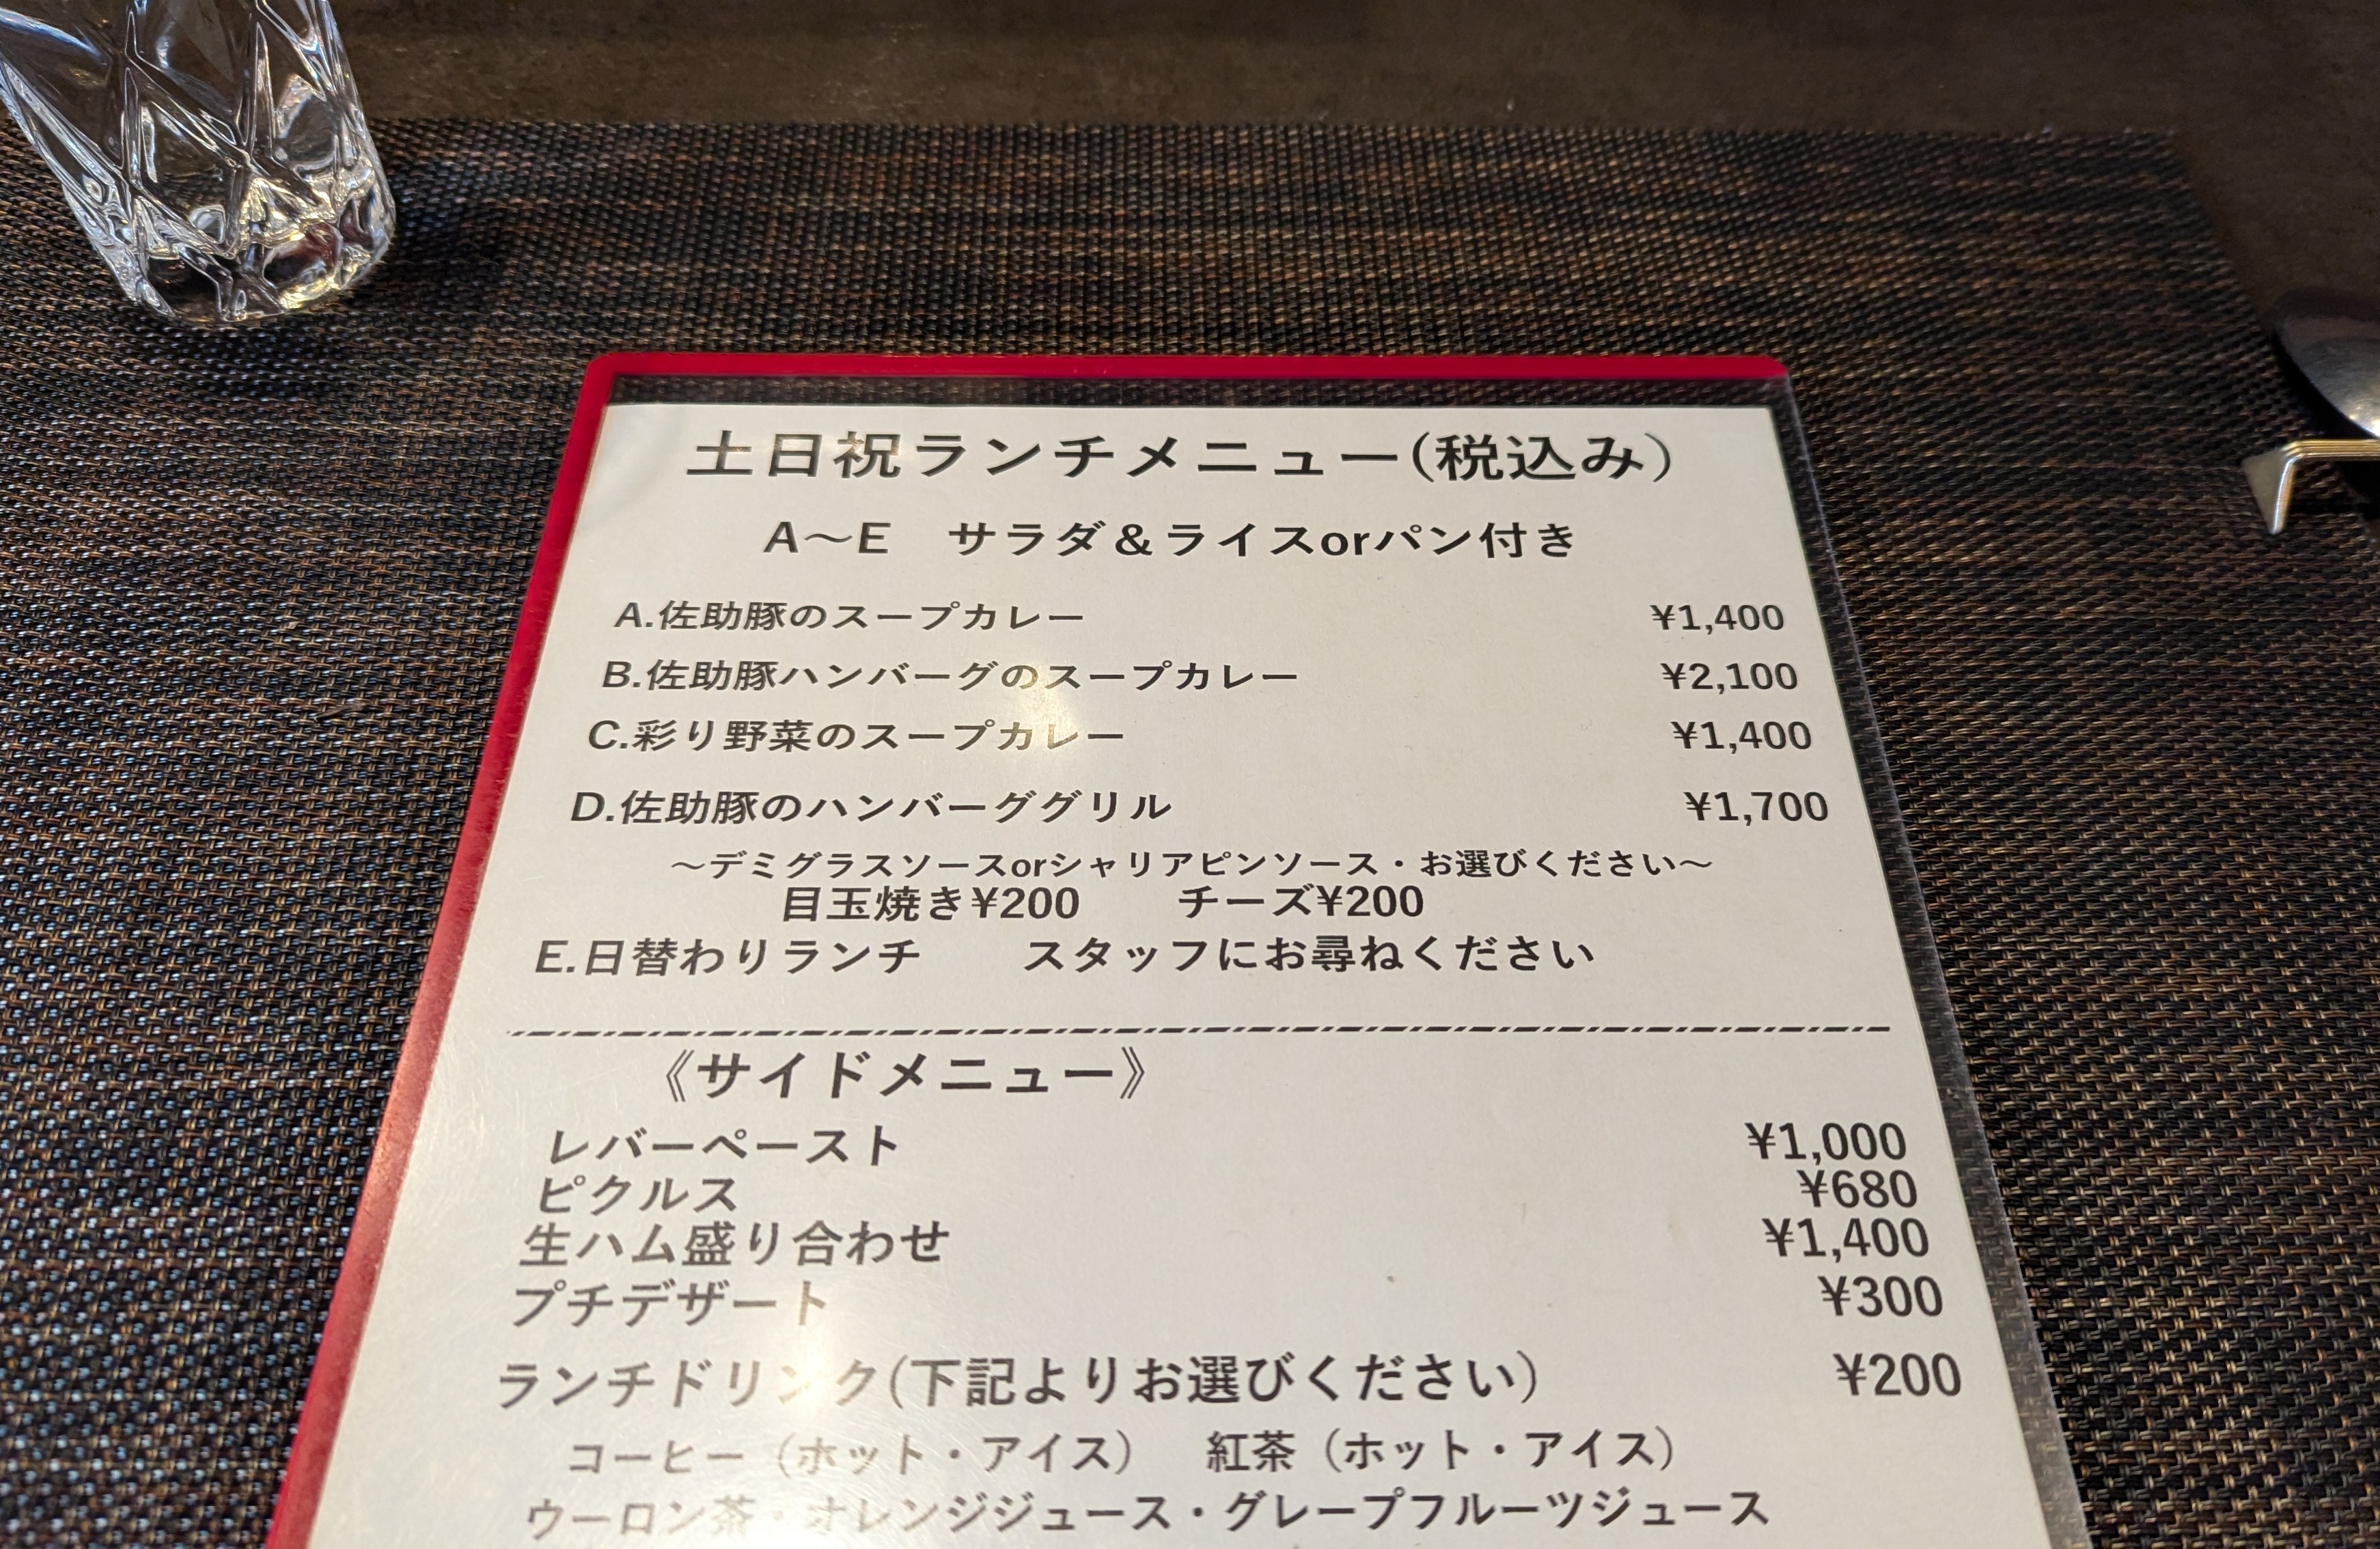 土日祝ランチメニュー(税込み)
A～E　サラダ＆ライスorパン付き
A.佐助豚のスープカレー ¥1,400
B.佐助豚ハンバーグのスープカレー ¥2,100
C.彩り野菜のスープカレー ¥1,400
D.佐助豚のハンバーググリル ¥1,700
～デミグラスソースorシャリアピンソース・お選びください～
目玉焼き¥200　チーズ¥200
E.日替わりランチ　スタッフにお尋ねください
《サイドメニュー》
レバーペースト ¥1,000
ピクルス ¥680
生ハム盛り合わせ ¥1,400
プチデザート ¥300
ランチドリンク(下記よりお選びください) ¥200
コーヒー（ホット・アイス）　紅茶（ホット・アイス）
ウーロン茶・オレンジジュース・グレープフルーツジュース